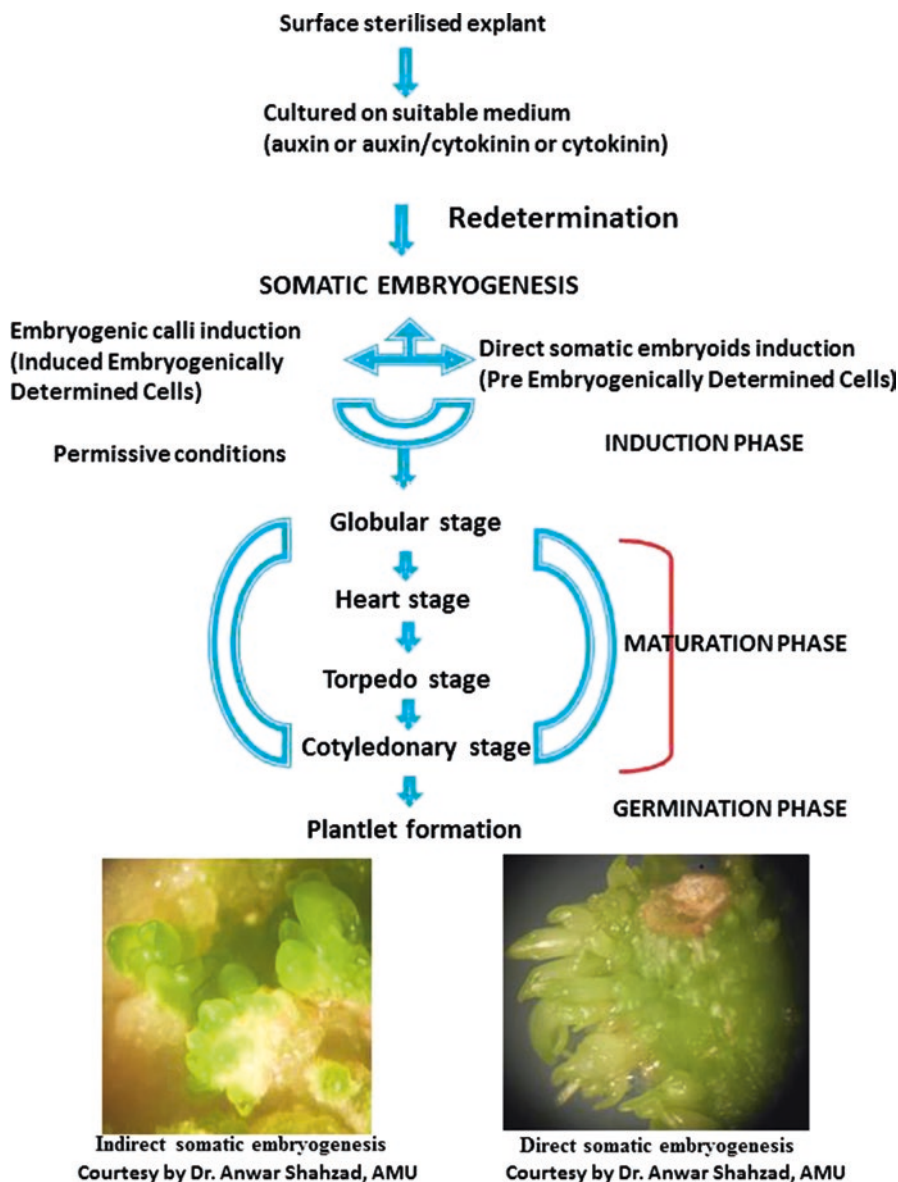 Surface sterilised explant
Cultured on suitable medium
(auxin or auxin/cytokinin or cytokinin)
Redetermination
SOMATIC EMBRYOGENESIS
Embryogenic calli induction
(Induced Embryogenically
Determined Cells)
Direct somatic embryoids induction
(Pre Embryogenically Determined Cells)
Permissive conditions
INDUCTION PHASE
Globular stage
Heart stage
Torpedo stage
Cotyledonary stage
MATURATION PHASE
Plantlet formation
GERMINATION PHASE
Indirect somatic embryogenesis
Courtesy by Dr. Anwar Shahzad, AMU
Direct somatic embryogenesis
Courtesy by Dr. Anwar Shahzad, AMU